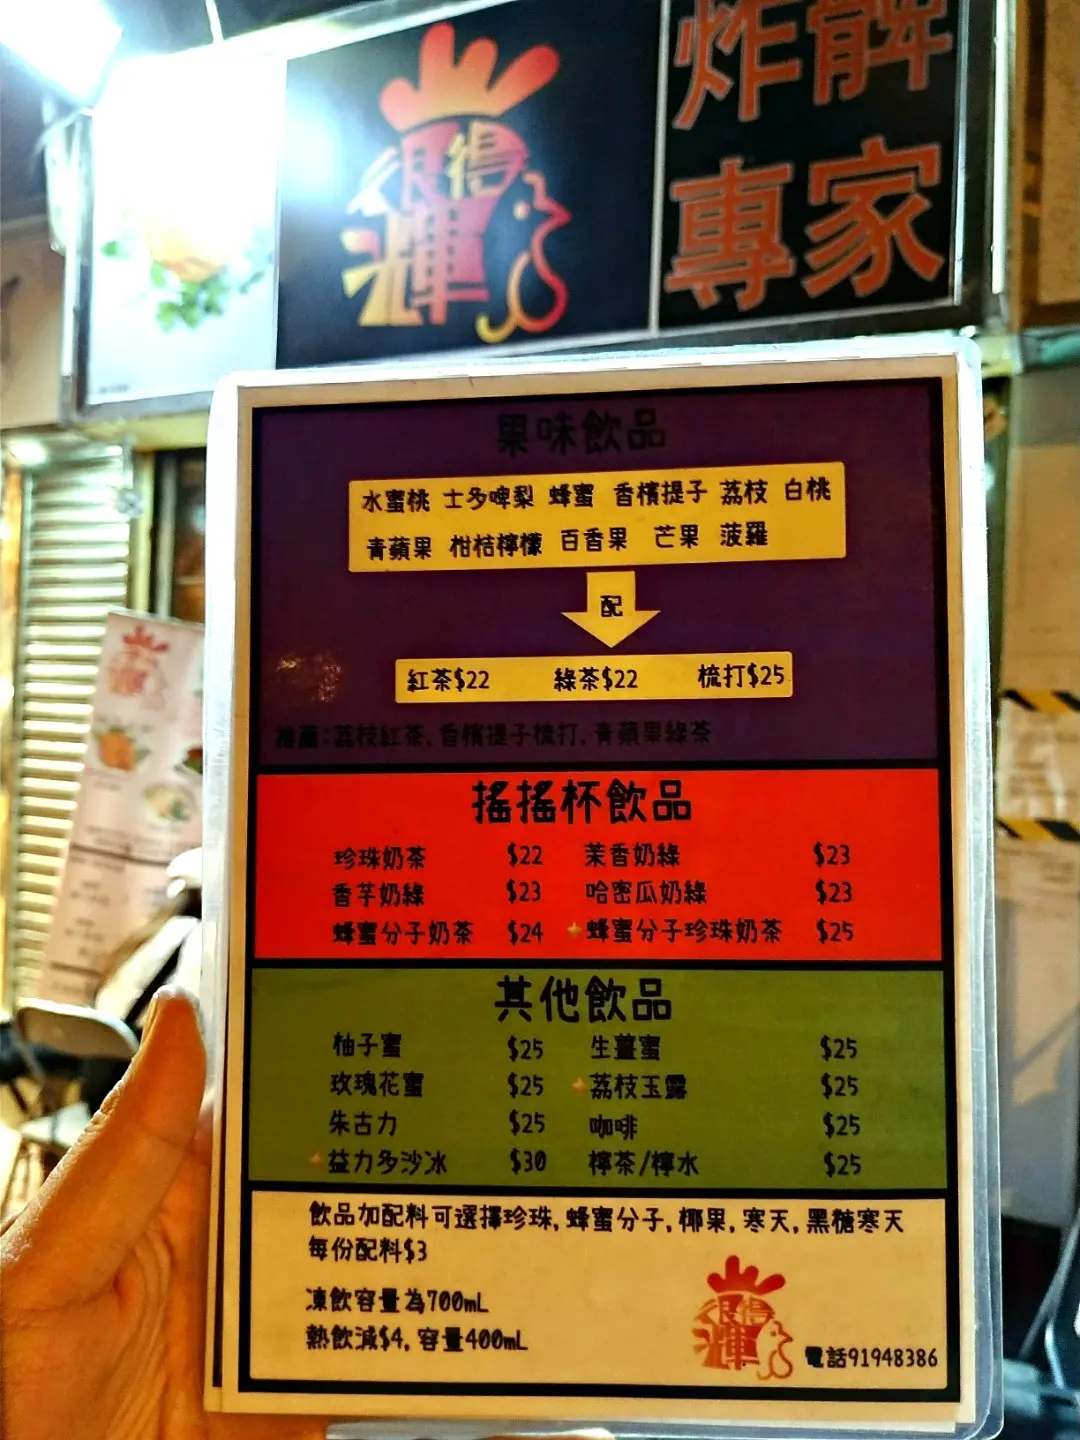 炸髀
專家
很得
輝
果味飲品
水蜜桃 士多啤梨 蜂蜜 香檳提子 荔枝 白桃
青蘋果 柑桔檸檬 百香果 芒果 菠羅
配
紅茶$22 綠茶$22 梳打$25
推薦:荔枝紅茶,香檳提子梳打,青蘋果綠茶
搖搖杯飲品
珍珠奶茶 $22 茉香奶綠 $23
香芋奶綠 $23 哈密瓜奶綠 $23
蜂蜜分子奶茶 $24 蜂蜜分子珍珠奶茶 $25
其他飲品
柚子蜜 $25 生薑蜜 $25
玫瑰花蜜 $25 荔枝玉露 $25
朱古力 $25 咖啡 $25
益力多沙冰 $30 檸茶/檸水 $25
飲品加配料可選擇珍珠,蜂蜜分子,椰果,寒天,黑糖寒天
每份配料$3
凍飲容量為700mL
熱飲減$4,容量400mL
很得
輝
電話91948386